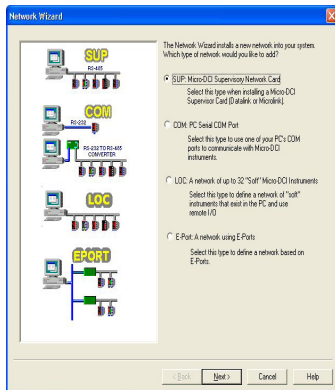 Network Wizard
SUP
RS-485
COM
RS-232
RS-232 TO RS-485
CONVERTER
LOC
EPORT
The Network Wizard installs a new network into your system.
Which type of network would you like to add?
SUP: Micro-DCI Supervisory Network Card
Select this type when installing a Micro-DCI
Supervisor Card (Datalink or Microlink).
COM: PC Serial COM Port
Select this type to use one of your PC's COM
ports to communicate with Micro-DCI
instruments.
LOC: A network of up to 32 "Soft" Micro-DCI Instruments
Select this type to define a network of "soft"
instruments that exist in the PC and use
remote I/O
E-Port: A network using E-Ports
Select this type to define a network based on
E-Ports.
< Back
Next >
Cancel
Help